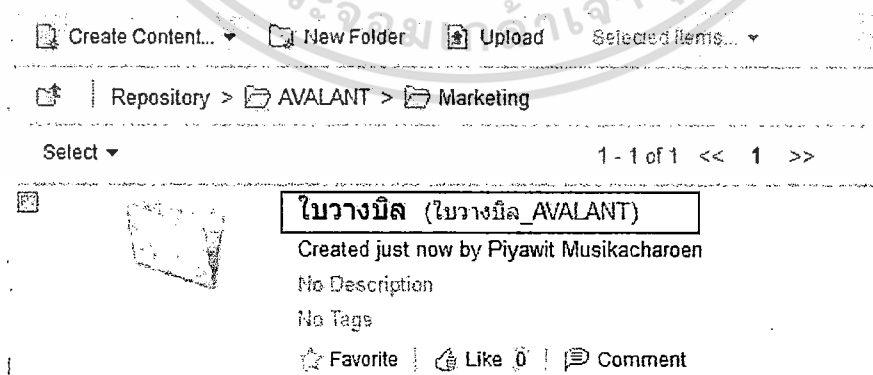 Create Content... New Folder Upload Selected Items...
Repository > AVALANT > Marketing
Select 1 - 1 of 1 << 1 >>
ใบวางบิล (ใบวางบิล_AVALANT)
Created just now by Piyawit Musikacharoen
No Description
No Tags
Favorite | Like 0 | Comment